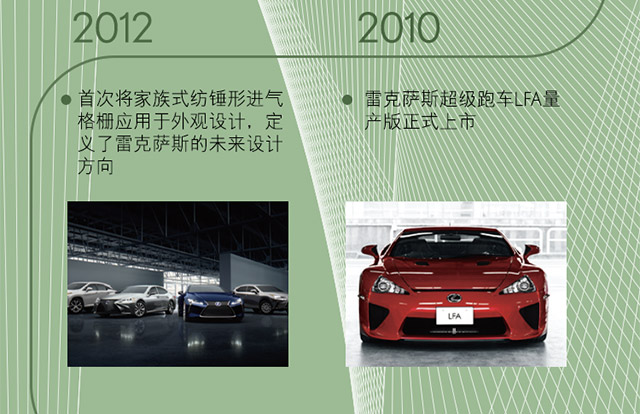 2012
首次将家族式纺锤形进气
格栅应用于外观设计，定
义了雷克萨斯的未来设计
方向
2010
雷克萨斯超级跑车LFA量
产版正式上市
LFA